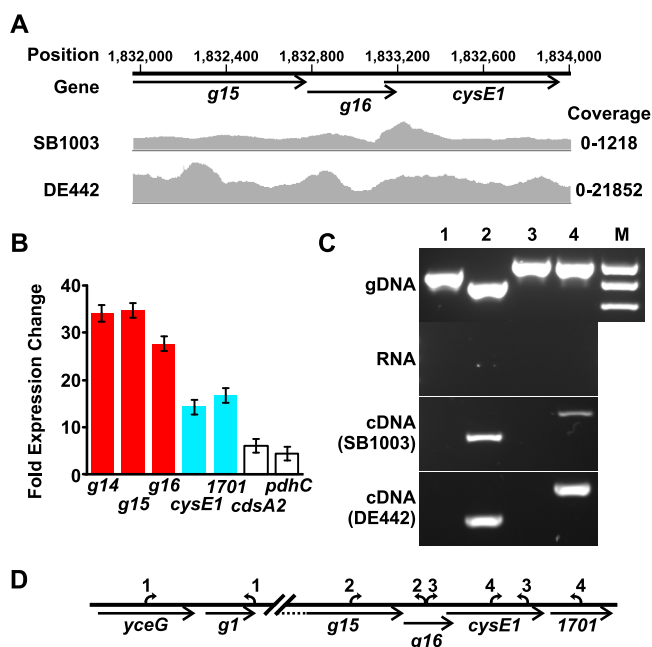 A
Position
1,832,000 1,832,400 1,832,800 1,833,200 1,832,600 1,834,000
Gene
g15
g16
cysE1
Coverage
SB1003
0-1218
DE442
0-21852
B
Fold Expression Change
40
30
20
10
0
g14
g15
g16
cysE1
1701
cdsA2
pdhC
C
1 2 3 4 M
gDNA
RNA
cDNA
(SB1003)
cDNA
(DE442)
D
1 1 2 2 3 4 3 4
yceG g1 g15 g16 cysE1 1701